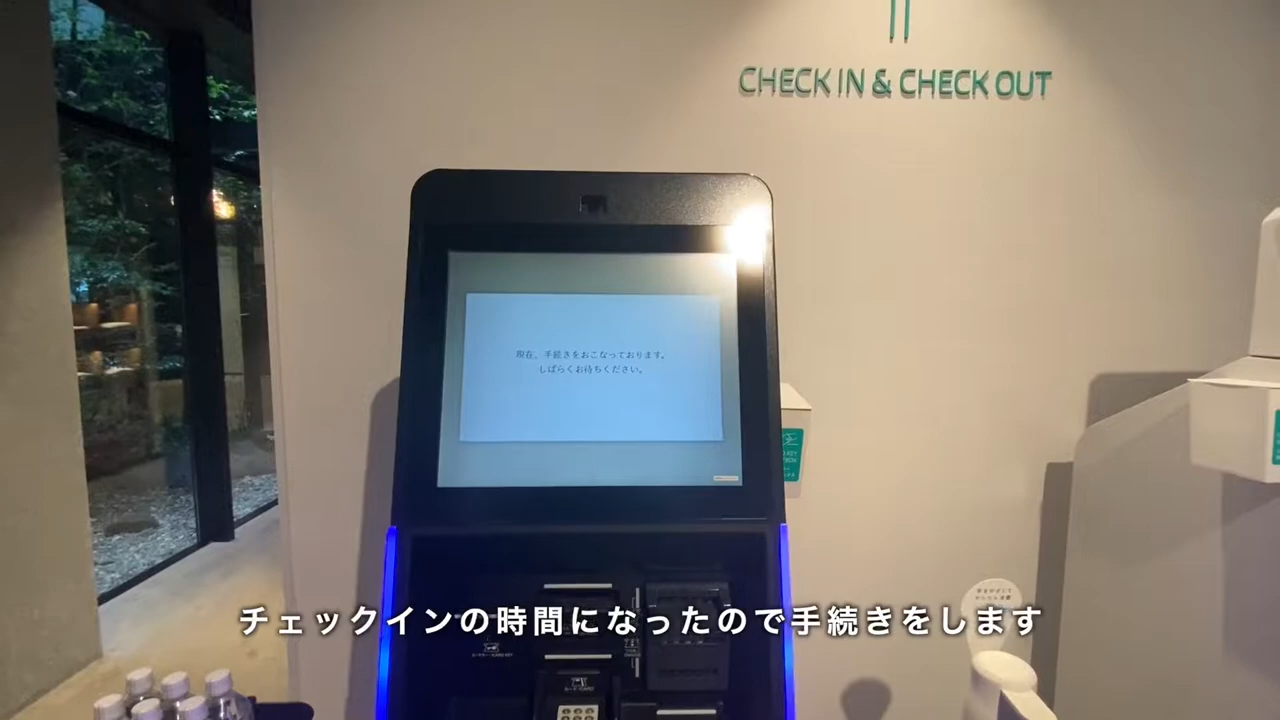 CHECK IN & CHECK OUT
現在、手続きをおこなっております。
しばらくお待ちください。
チェックインの時間になったので手続きをします